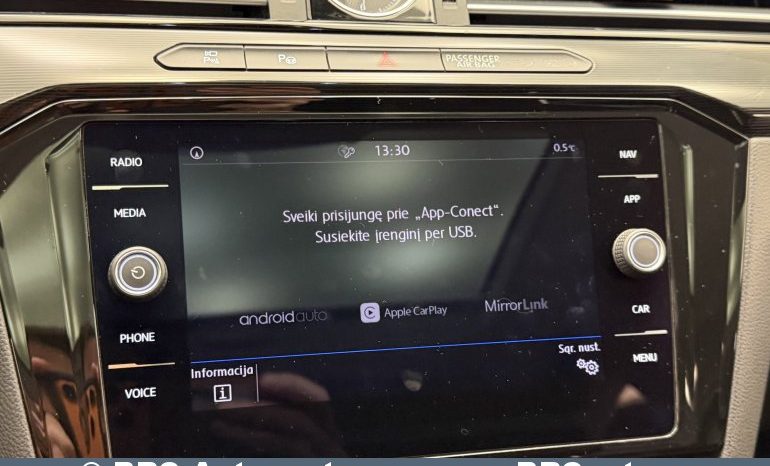 P P PASSENGER AIR BAG
13:30 0.5°C
RADIO NAV
MEDIA APP
Sveiki prisijungę prie „App-Conect“.
Susiekite įrenginį per USB.
androidauto Apple CarPlay MirrorLink
PHONE CAR
Informacija Sąr. nust. MENU
VOICE